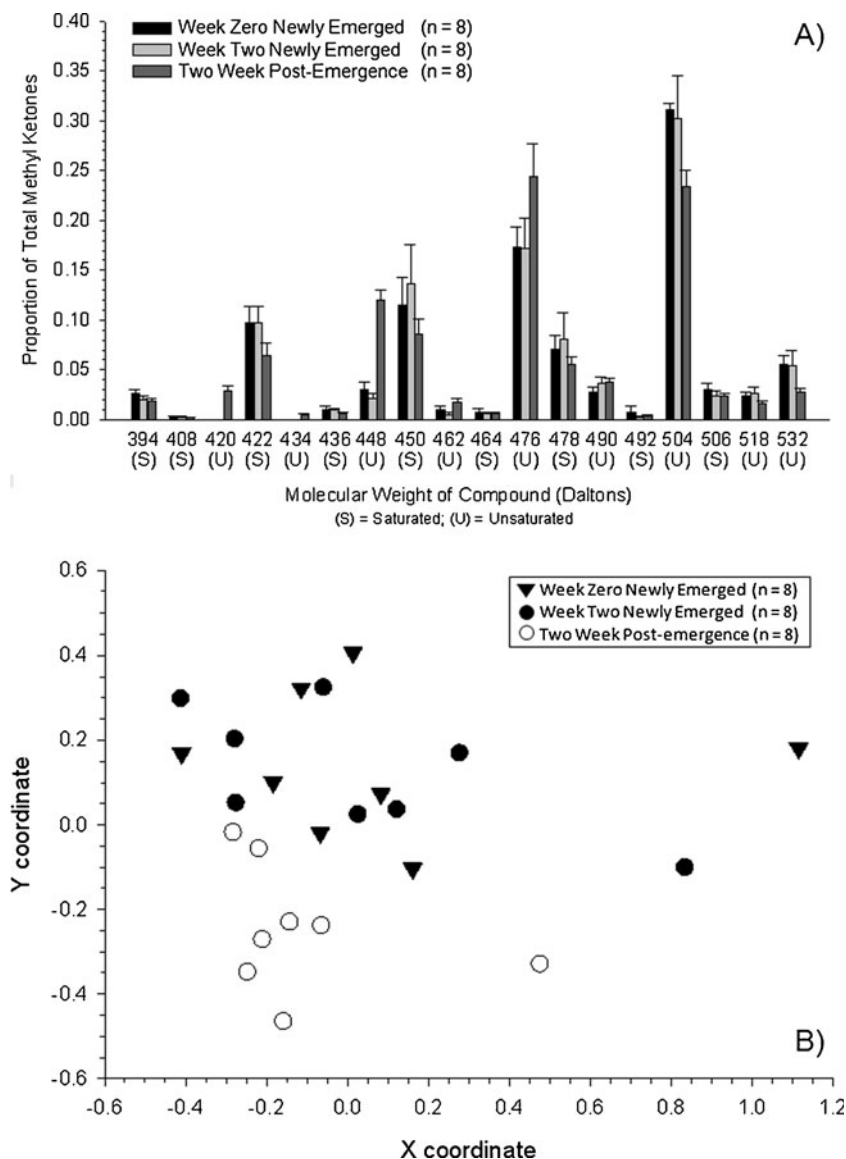 A)
Week Zero Newly Emerged (n = 8)
Week Two Newly Emerged (n = 8)
Two Week Post-Emergence (n = 8)
Proportion of Total Methyl Ketones
0.40
0.35
0.30
0.25
0.20
0.15
0.10
0.05
0.00
394 408 420 422 434 436 448 450 462 464 476 478 490 492 504 506 518 532
(S) (S) (U) (S) (U) (S) (U) (S) (U) (S) (U) (S) (U) (S) (U) (S) (U) (U)
Molecular Weight of Compound (Daltons)
(S) = Saturated; (U) = Unsaturated
Week Zero Newly Emerged (n = 8)
Week Two Newly Emerged (n = 8)
Two Week Post-emergence (n = 8)
Y coordinate
0.6
0.4
0.2
0.0
-0.2
-0.4
-0.6
B)
-0.6 -0.4 -0.2 0.0 0.2 0.4 0.6 0.8 1.0 1.2
X coordinate